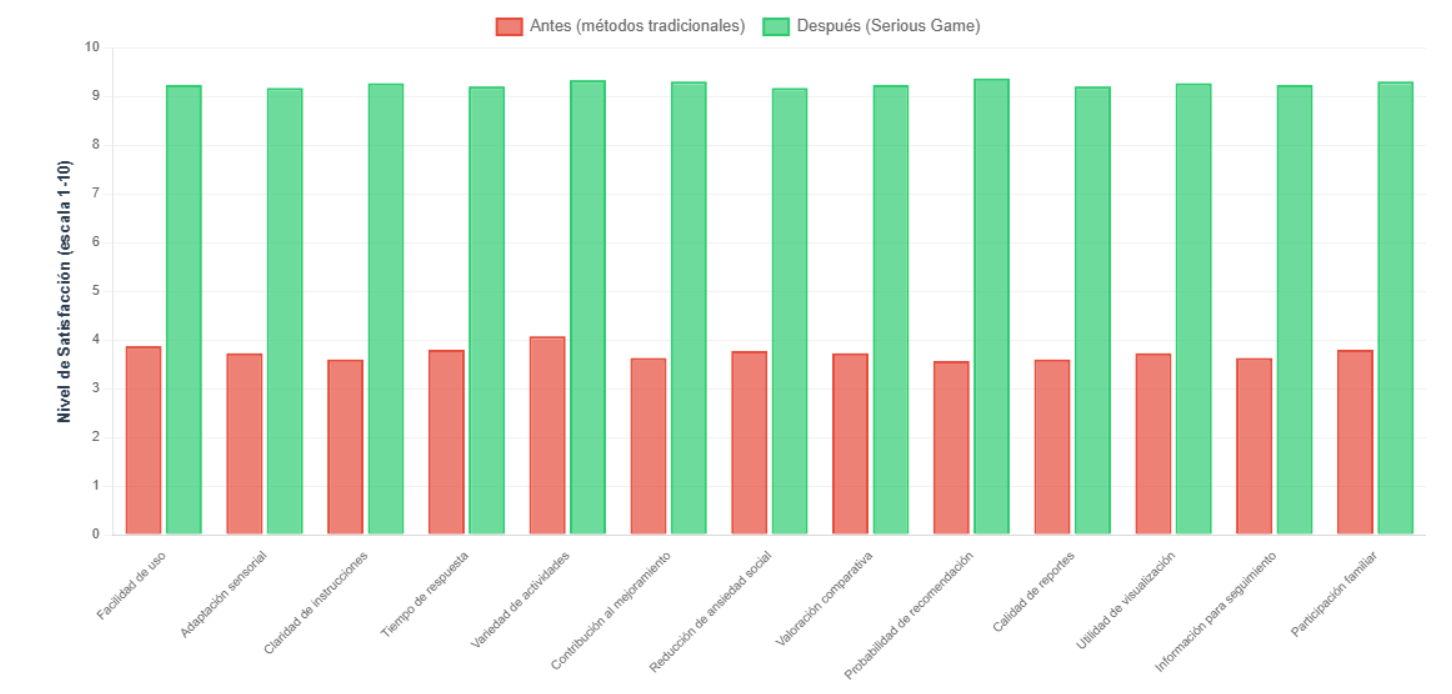 Antes (métodos tradicionales) Después (Serious Game)
Nivel de Satisfacción (escala 1-10)
10
9
8
7
6
5
4
3
2
1
0
Facilidad de uso
Adaptación sensorial
Claridad de instrucciones
Tiempo de respuesta
Variedad de actividades
Contribución al mejoramiento
Reducción de ansiedad social
Valoración comparativa
Probabilidad de recomendación
Calidad de reportes
Utilidad de visualización
Información para seguimiento
Participación familiar